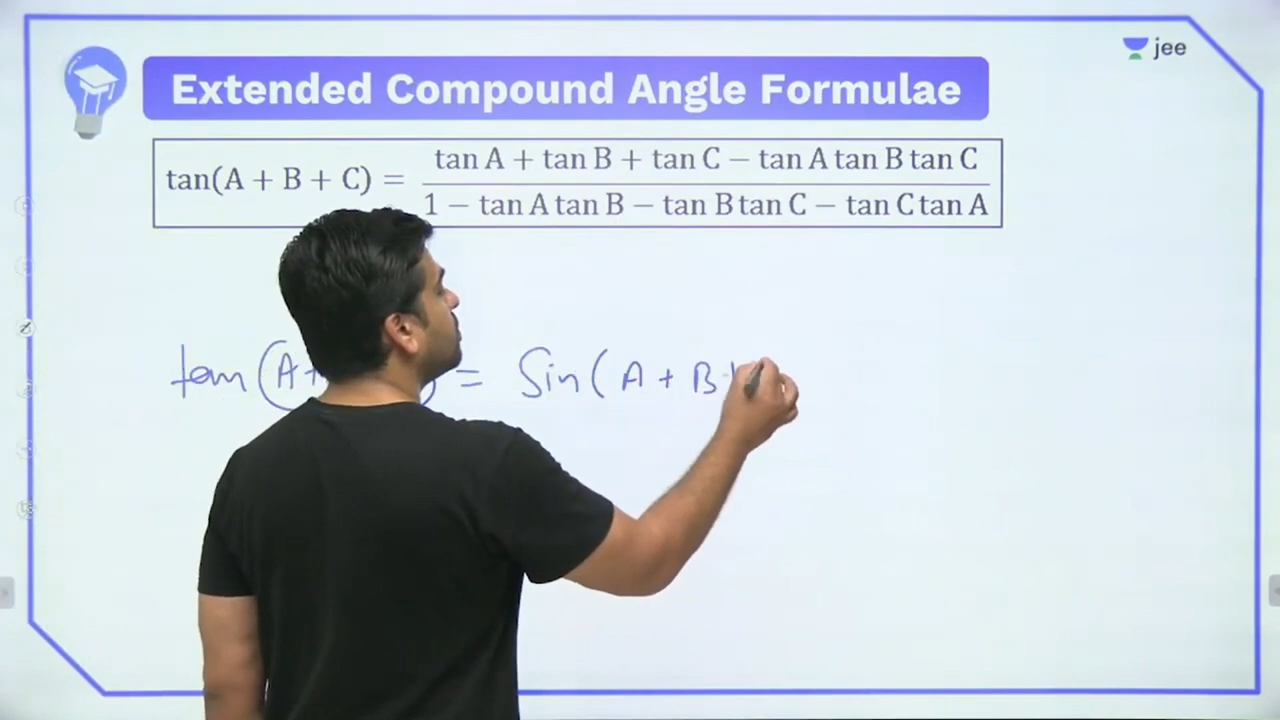 jee
Extended Compound Angle Formulae
tan(A + B + C) = \frac{tan A + tan B + tan C − tan A tan B tan C}{1 − tan A tan B − tan B tan C − tan C tan A}
tan(A+ ) = Sin(A+B+